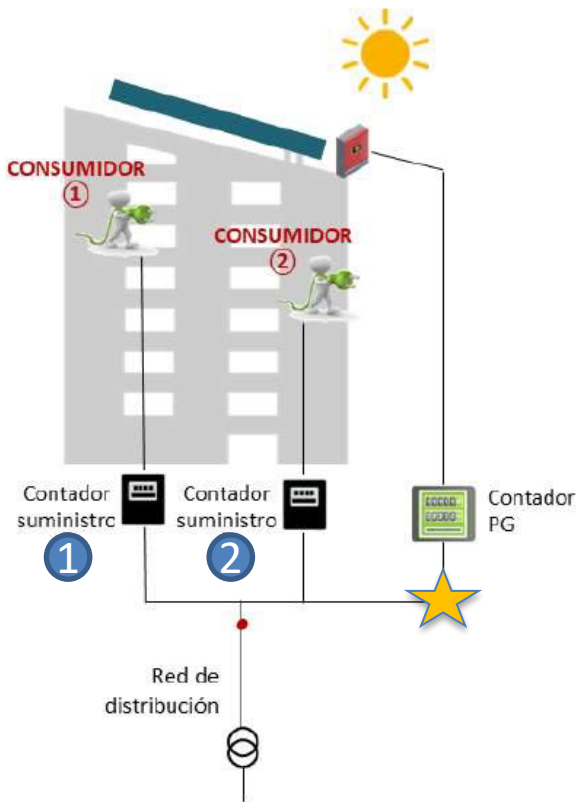 CONSUMIDOR
①
CONSUMIDOR
②
Contador
suministro
1
Contador
suministro
2
Contador
PG
Red de
distribución